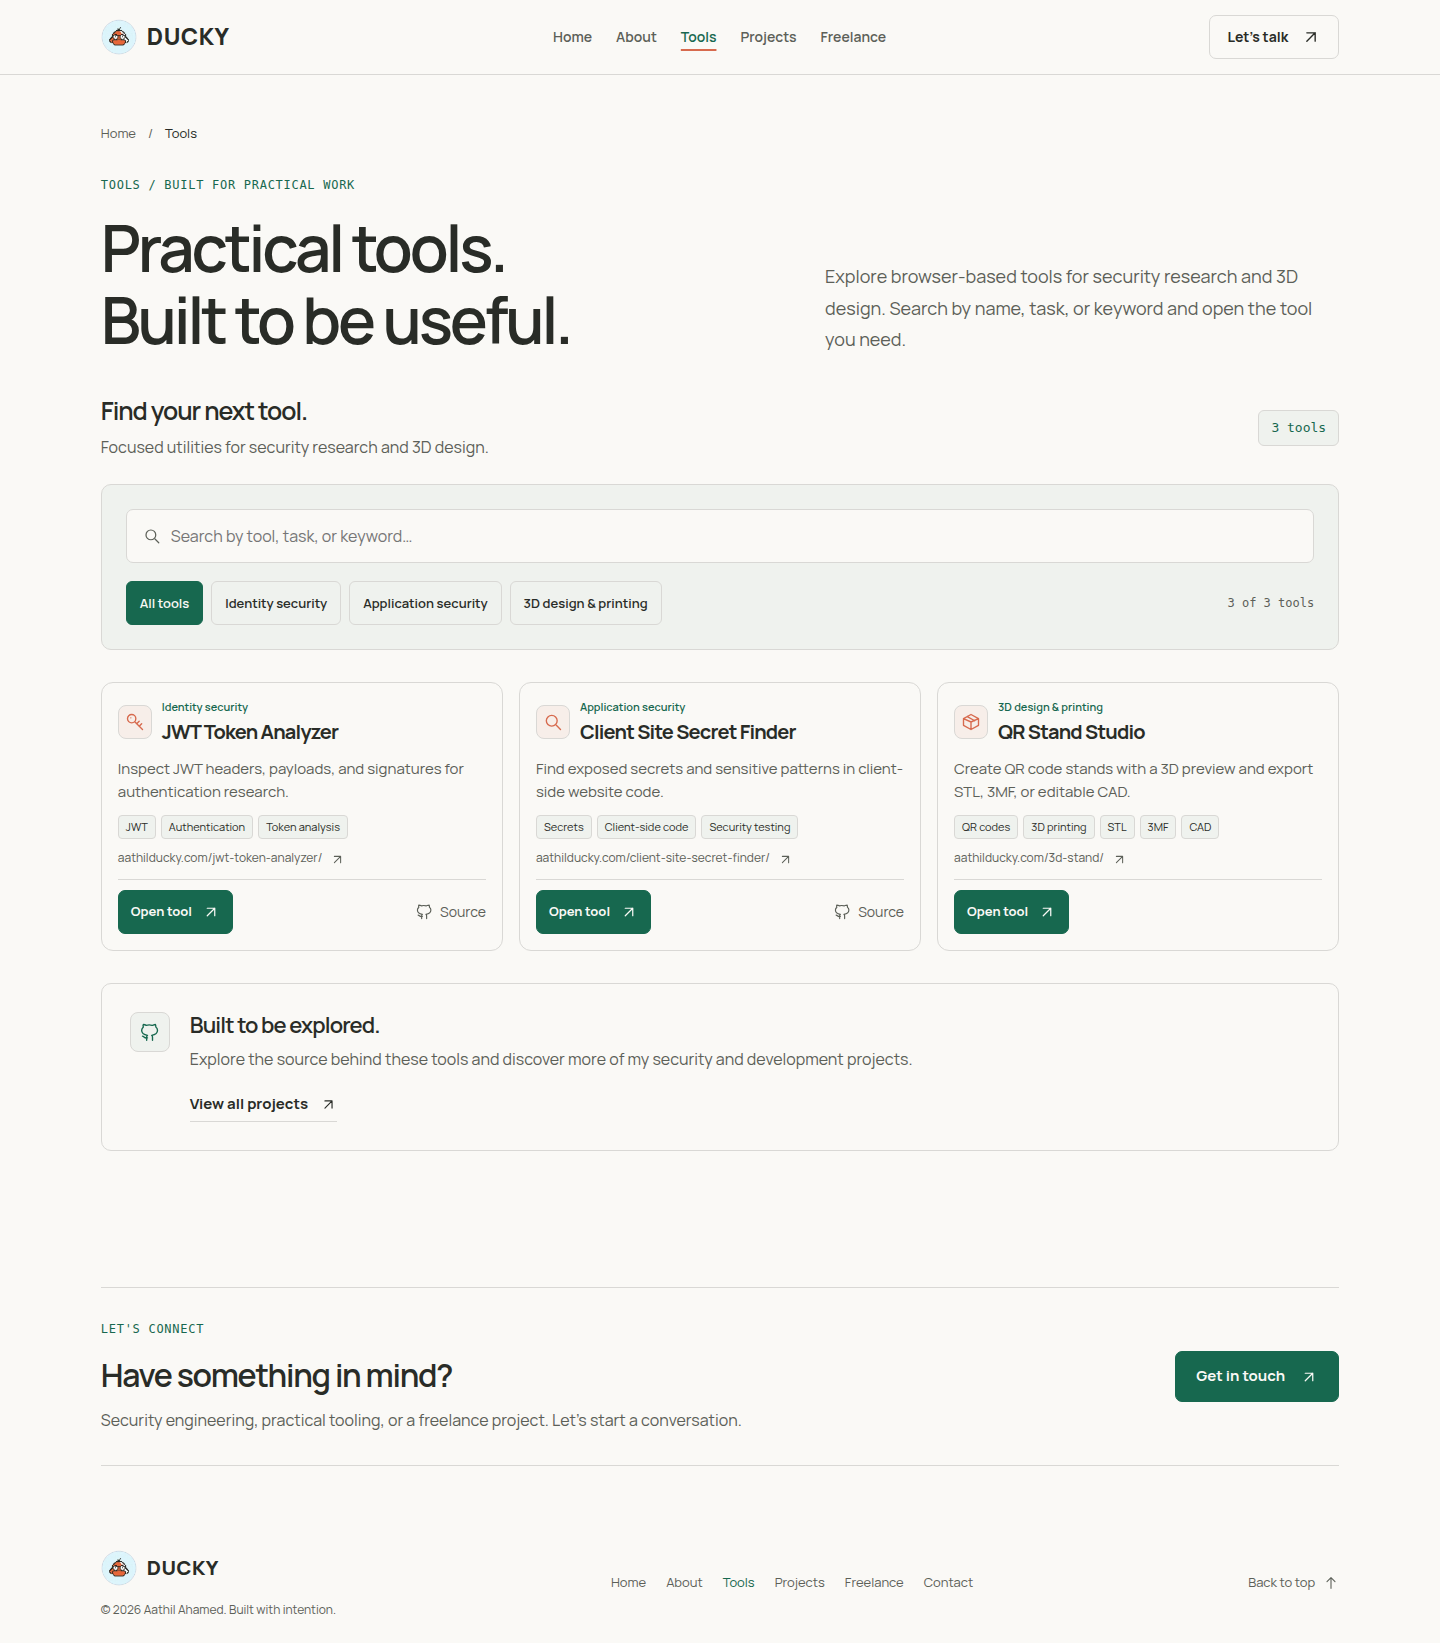 DUCKY
Home About Tools Projects Freelance
Let's talk
Home / Tools
TOOLS / BUILT FOR PRACTICAL WORK
Practical tools.
Built to be useful.
Explore browser-based tools for security research and 3D
design. Search by name, task, or keyword and open the tool
you need.
Find your next tool.
Focused utilities for security research and 3D design.
3 tools
Search by tool, task, or keyword...
All tools Identity security Application security 3D design & printing
3 of 3 tools
Identity security
JWT Token Analyzer
Inspect JWT headers, payloads, and signatures for
authentication research.
JWT Authentication Token analysis
aathilducky.com/jwt-token-analyzer/
Open tool Source
Application security
Client Site Secret Finder
Find exposed secrets and sensitive patterns in client-
side website code.
Secrets Client-side code Security testing
aathilducky.com/client-site-secret-finder/
Open tool Source
3D design & printing
QR Stand Studio
Create QR code stands with a 3D preview and export
STL, 3MF, or editable CAD.
QR codes 3D printing STL 3MF CAD
aathilducky.com/3d-stand/
Open tool
Built to be explored.
Explore the source behind these tools and discover more of my security and development projects.
View all projects
LET'S CONNECT
Have something in mind?
Security engineering, practical tooling, or a freelance project. Let's start a conversation.
Get in touch
DUCKY
© 2026 Aathil Ahamed. Built with intention.
Home About Tools Projects Freelance Contact
Back to top